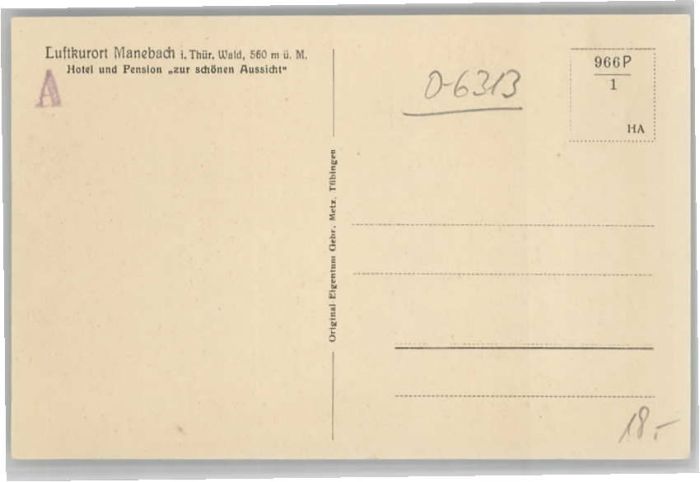 Luftkurort Manebach i. Thür. Wald, 560 m ü. M.
Hotel und Pension „zur schönen Aussicht"
A
Original Eigentum Gebr. Metz, Tübingen
O-6313
966P
1
HA
18,-